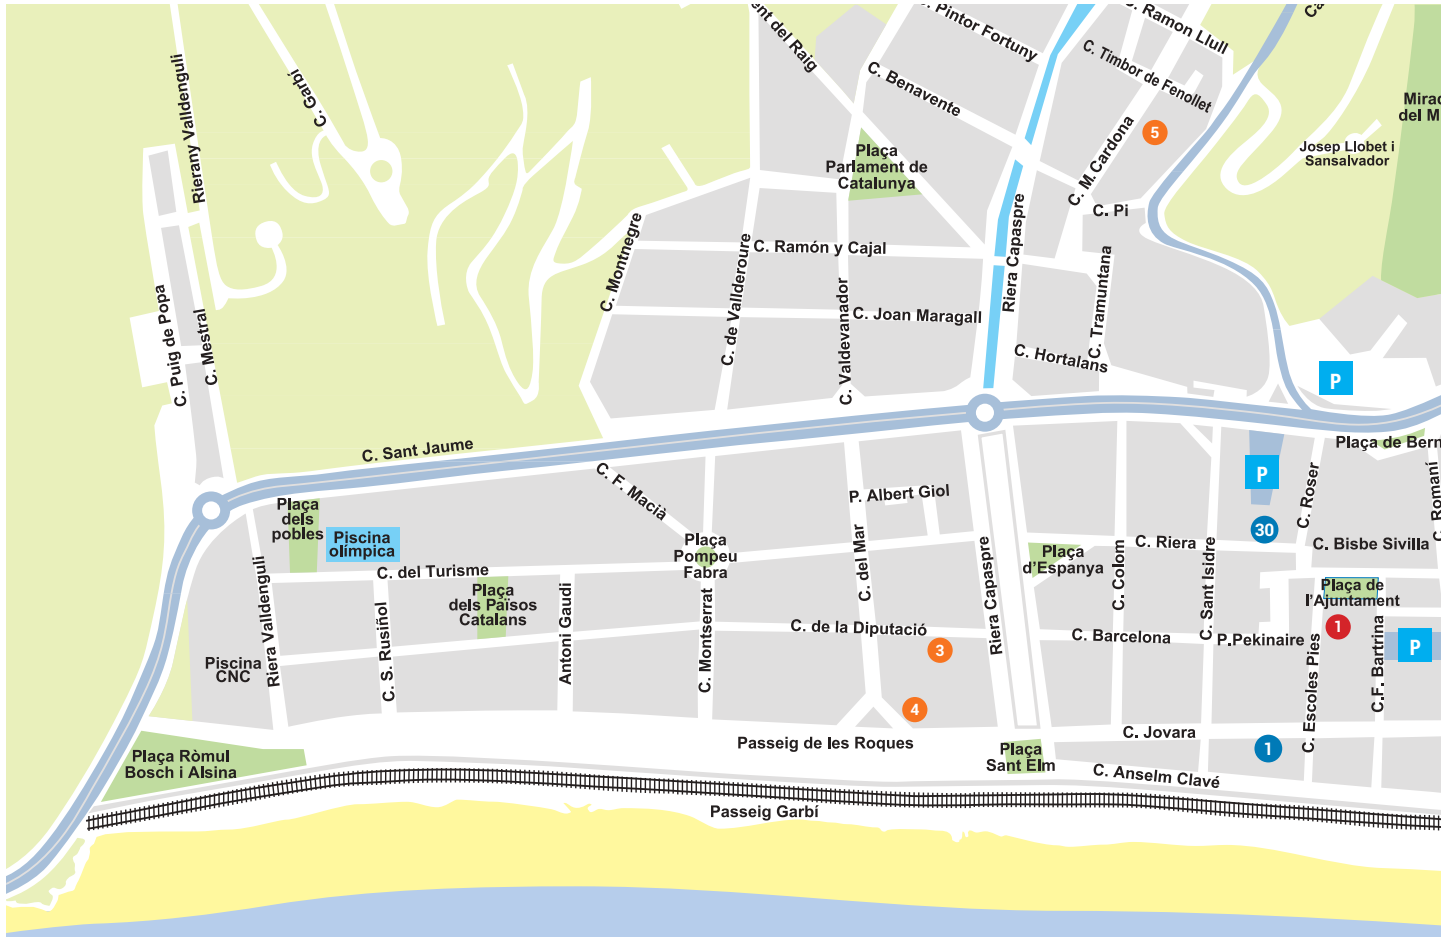 C. Pintor Fortuny
C. Ramon Llull
C. Timbor de Fenollet
ent del Raig
C. Benavente
Rierany Valldenguli
C. Garbí
5
Mirac
del M
Josep Llobet i
Sansalvador
Plaça
Parlament de
Catalunya
C. M.Cardona
C. Pi
C. Montnegre
C. de Vallderoure
C. Ramón y Cajal
Riera Capaspre
C. Tramuntana
C. Puig de Popa
C. Mestral
C. Valdevanador
C. Joan Maragall
C. Hortalans
P
C. Sant Jaume
Plaça de Bern
C. F. Macià
P. Albert Giol
P
C. Roser
C. Romaní
Plaça
dels
pobles
Piscina
olímpica
30
Plaça
Pompeu
Fabra
C. del Mar
Riera Capaspre
Plaça
d'Espanya
C. Riera
C. Bisbe Sivilla
C. Colom
C. Sant Isidre
C. del Turisme
Riera Valldenguli
C. S. Rusiñol
Plaça
dels Països
Catalans
Antoni Gaudi
C. Montserrat
Plaça de
l'Ajuntament
C. de la Diputació
C. Barcelona
P.Pekinaire
1
P
3
Piscina
CNC
C. Escoles Pies
C.F. Bartrina
4
Passeig de les Roques
Plaça
Sant Elm
C. Jovara
1
Plaça Ròmul
Bosch i Alsina
C. Anselm Clavé
Passeig Garbí